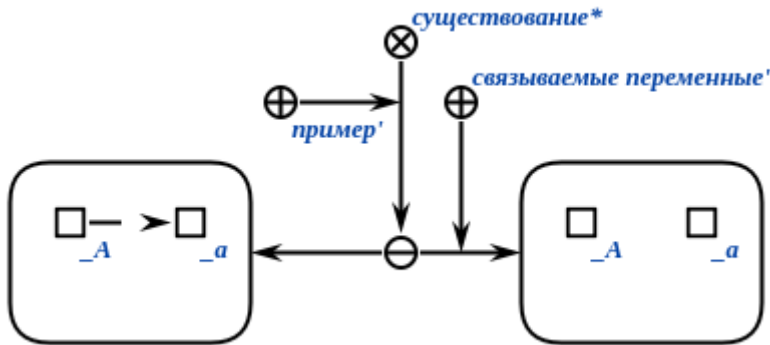 существование*
связываемые переменные'
пример'
_A
_a
_A
_a